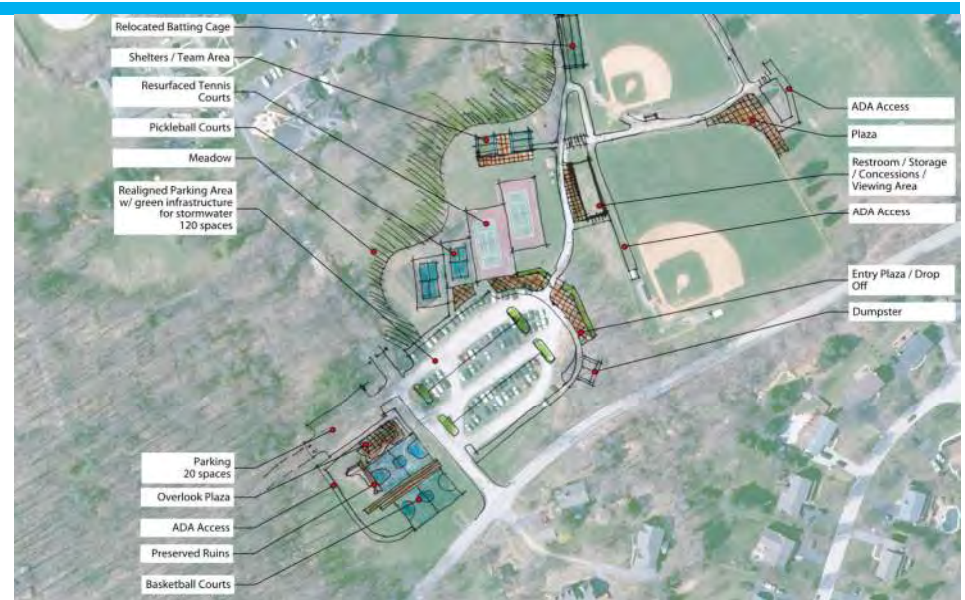 Relocated Batting Cage
Shelters / Team Area
Resurfaced Tennis
Courts
Pickleball Courts
Meadow
Realigned Parking Area
w/ green infrastructure
for stormwater
120 spaces
Parking
20 spaces
Overlook Plaza
ADA Access
Preserved Ruins
Basketball Courts
ADA Access
Plaza
Restroom / Storage
/ Concessions /
Viewing Area
ADA Access
Entry Plaza / Drop
Off
Dumpster